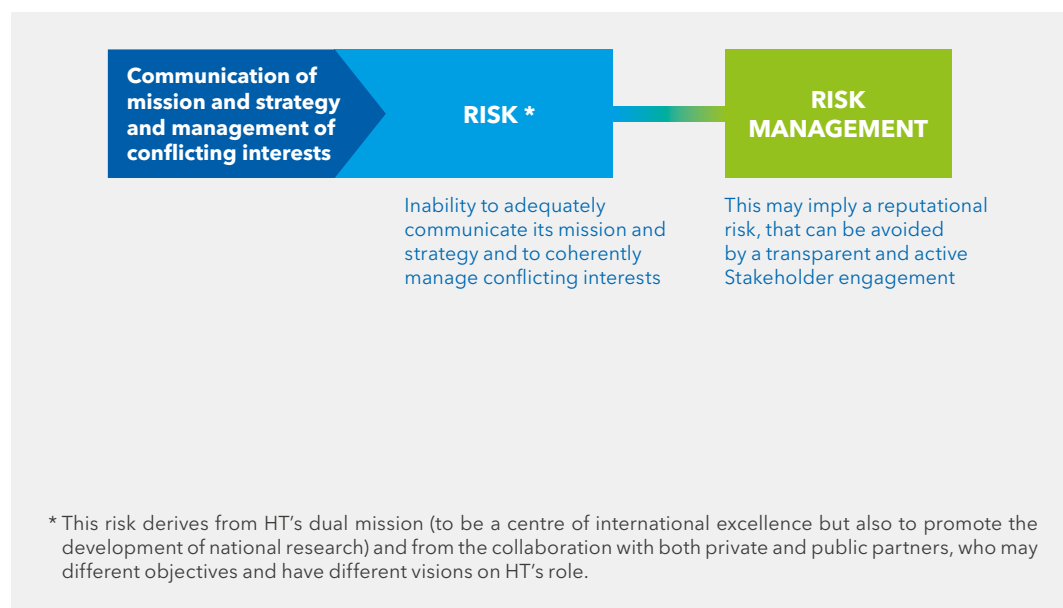 Communication of
mission and strategy
and management of
conflicting interests
RISK *
RISK
MANAGEMENT
Inability to adequately
communicate its mission and
strategy and to coherently
manage conflicting interests
This may imply a reputational
risk, that can be avoided
by a transparent and active
Stakeholder engagement
* This risk derives from HT’s dual mission (to be a centre of international excellence but also to promote the
development of national research) and from the collaboration with both private and public partners, who may
different objectives and have different visions on HT’s role.